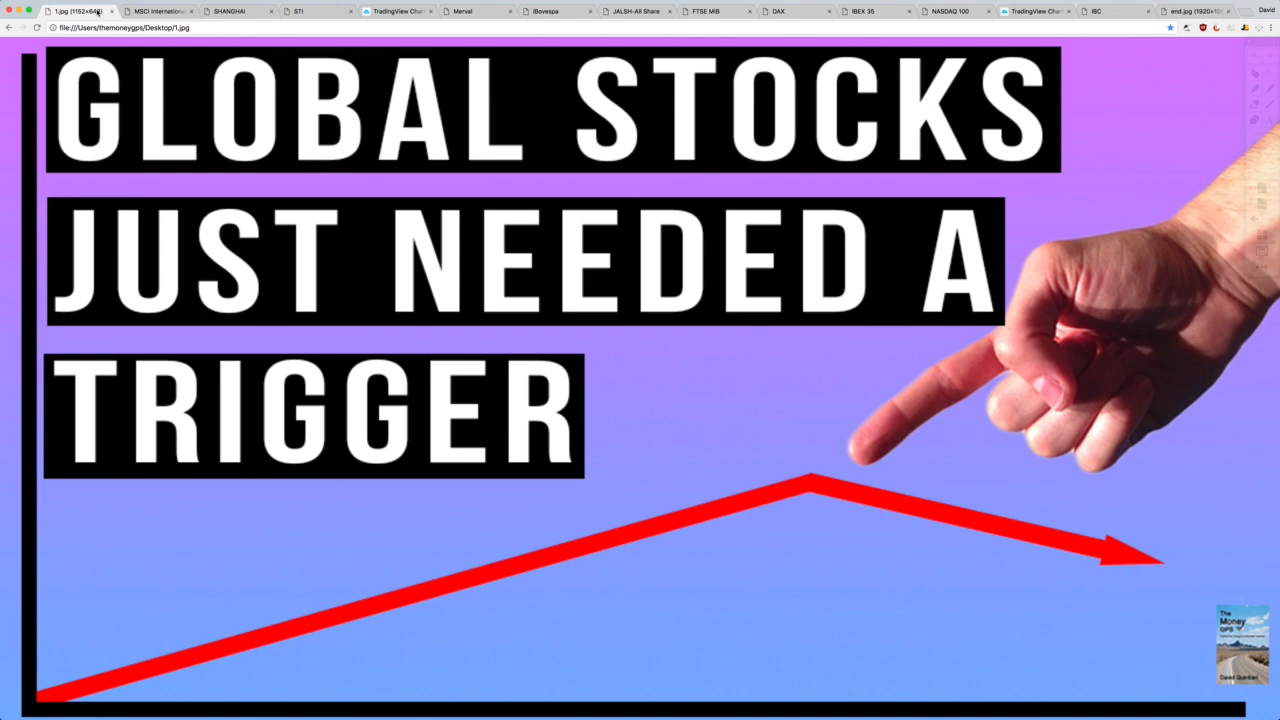 1.jpg (1152×648)
MSCI Internationa
SHANGHAI
STI
TradingView Char
Merval
iBovespa
JALSH-All Share
FTSE MIB
DAX
IBEX 35
NASDAQ 100
TradingView Char
IBC
end.jpg (1920×10
David
file:///Users/themoneygps/Desktop/1.jpg
GLOBAL STOCKS
JUST NEEDED A
TRIGGER
The
Money
GPS
David Quintieri